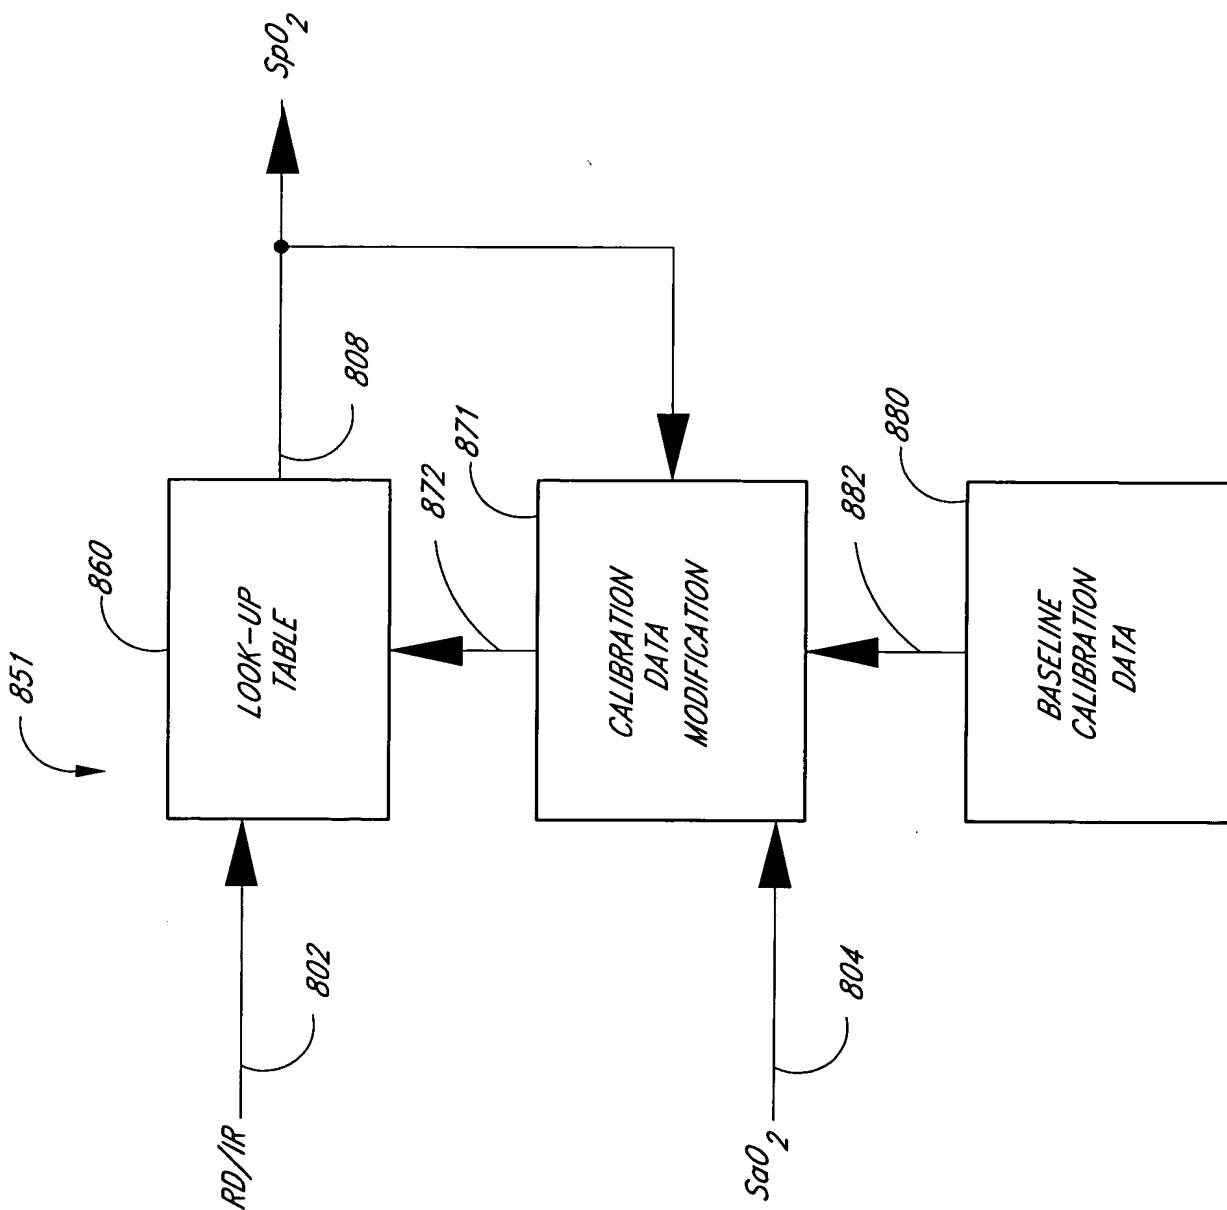 851
860
RD/IR
802
LOOK-UP
TABLE
808
SpO2
872
871
SaO2
804
CALIBRATION
DATA
MODIFICATION
882
880
BASELINE
CALIBRATION
DATA